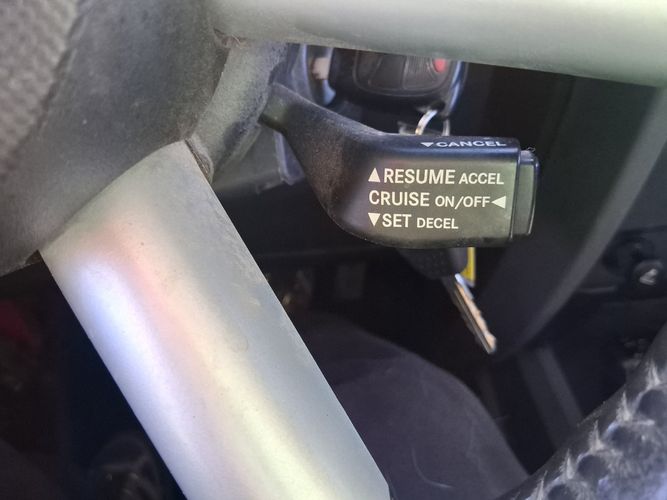 ▼CANCEL
▲RESUME ACCEL
CRUISE ON/OFF◀
▼SET DECEL